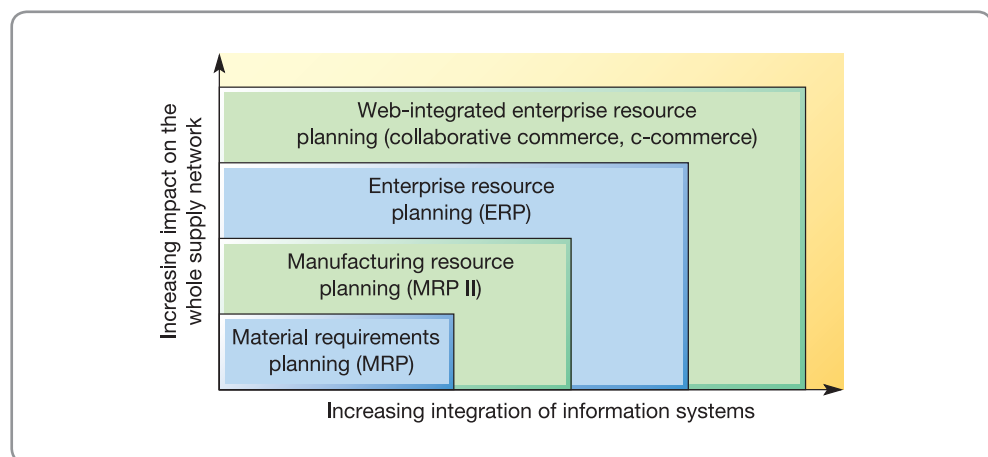 Increasing impact on the
whole supply network
Web-integrated enterprise resource
planning (collaborative commerce, c-commerce)
Enterprise resource
planning (ERP)
Manufacturing resource
planning (MRP II)
Material requirements
planning (MRP)
Increasing integration of information systems